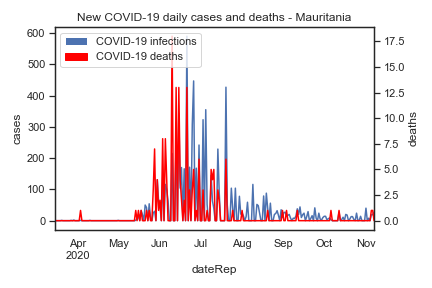 New COVID-19 daily cases and deaths - Mauritania
COVID-19 infections
COVID-19 deaths
600
500
400
300
200
100
0
cases
17.5
15.0
12.5
10.0
7.5
5.0
2.5
0.0
deaths
Apr May Jun Jul Aug Sep Oct Nov
2020
dateRep